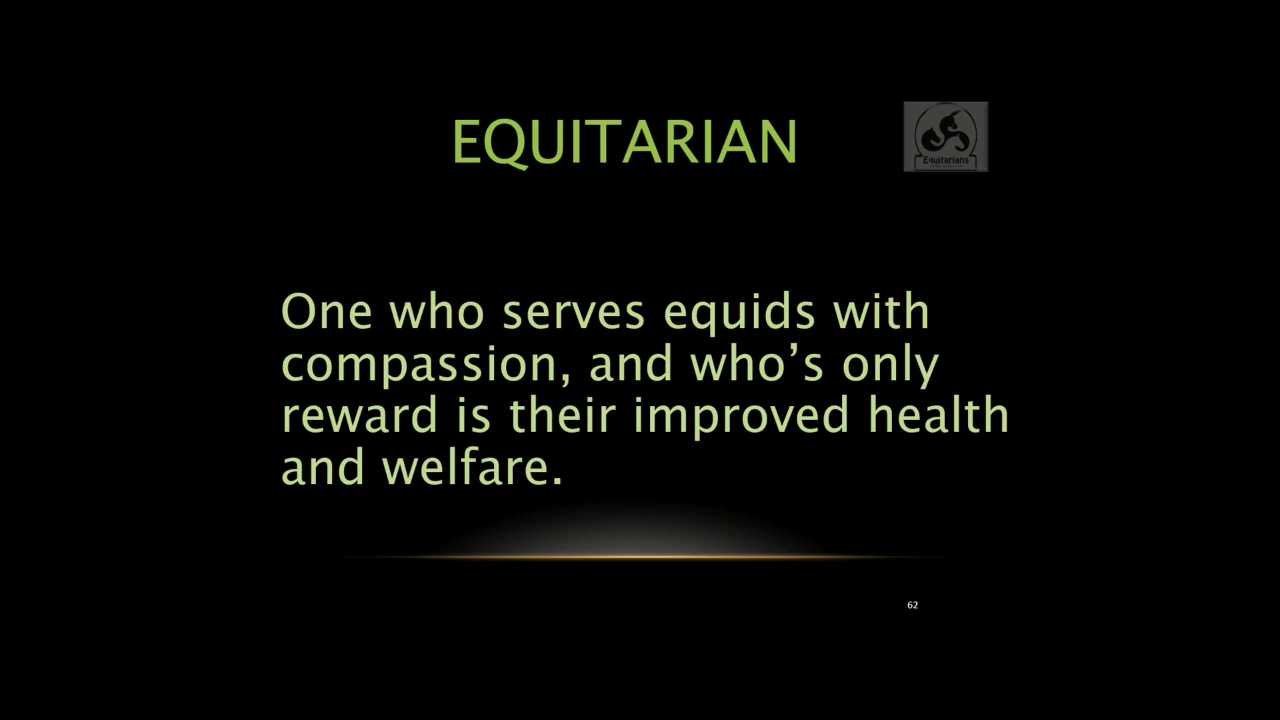 EQUITARIAN
Equitarians
One who serves equids with
compassion, and who’s only
reward is their improved health
and welfare.
62